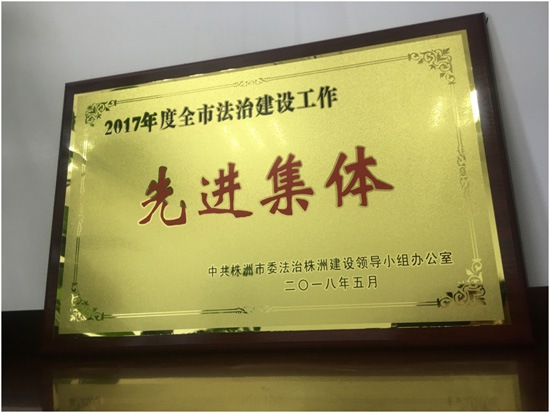 2017年度全市法治建设工作
先进集体
中共株洲市委法治株洲建设领导小组办公室
二〇一八年五月